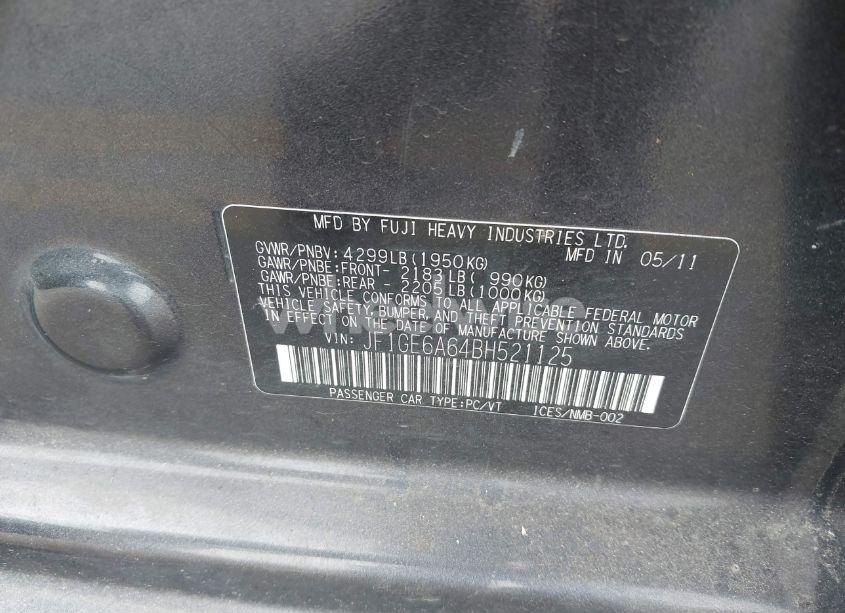 MFD BY FUJI HEAVY INDUSTRIES LTD.
GVWR/PNBV: 4299LB(1950KG) MFD IN 05/11
GAWR/PNBE:FRONT- 2183LB( 990KG)
GAWR/PNBE:REAR - 2205LB(1000KG)
THIS VEHICLE CONFORMS TO ALL APPLICABLE FEDERAL MOTOR
VEHICLE SAFETY, BUMPER, AND THEFT PREVENTION STANDARDS
IN EFFECT ON THE DATE OF MANUFACTURE SHOWN ABOVE.
VIN: JF1GE6A64BH521125
PASSENGER CAR TYPE:PC/VT ICES/NMB-002